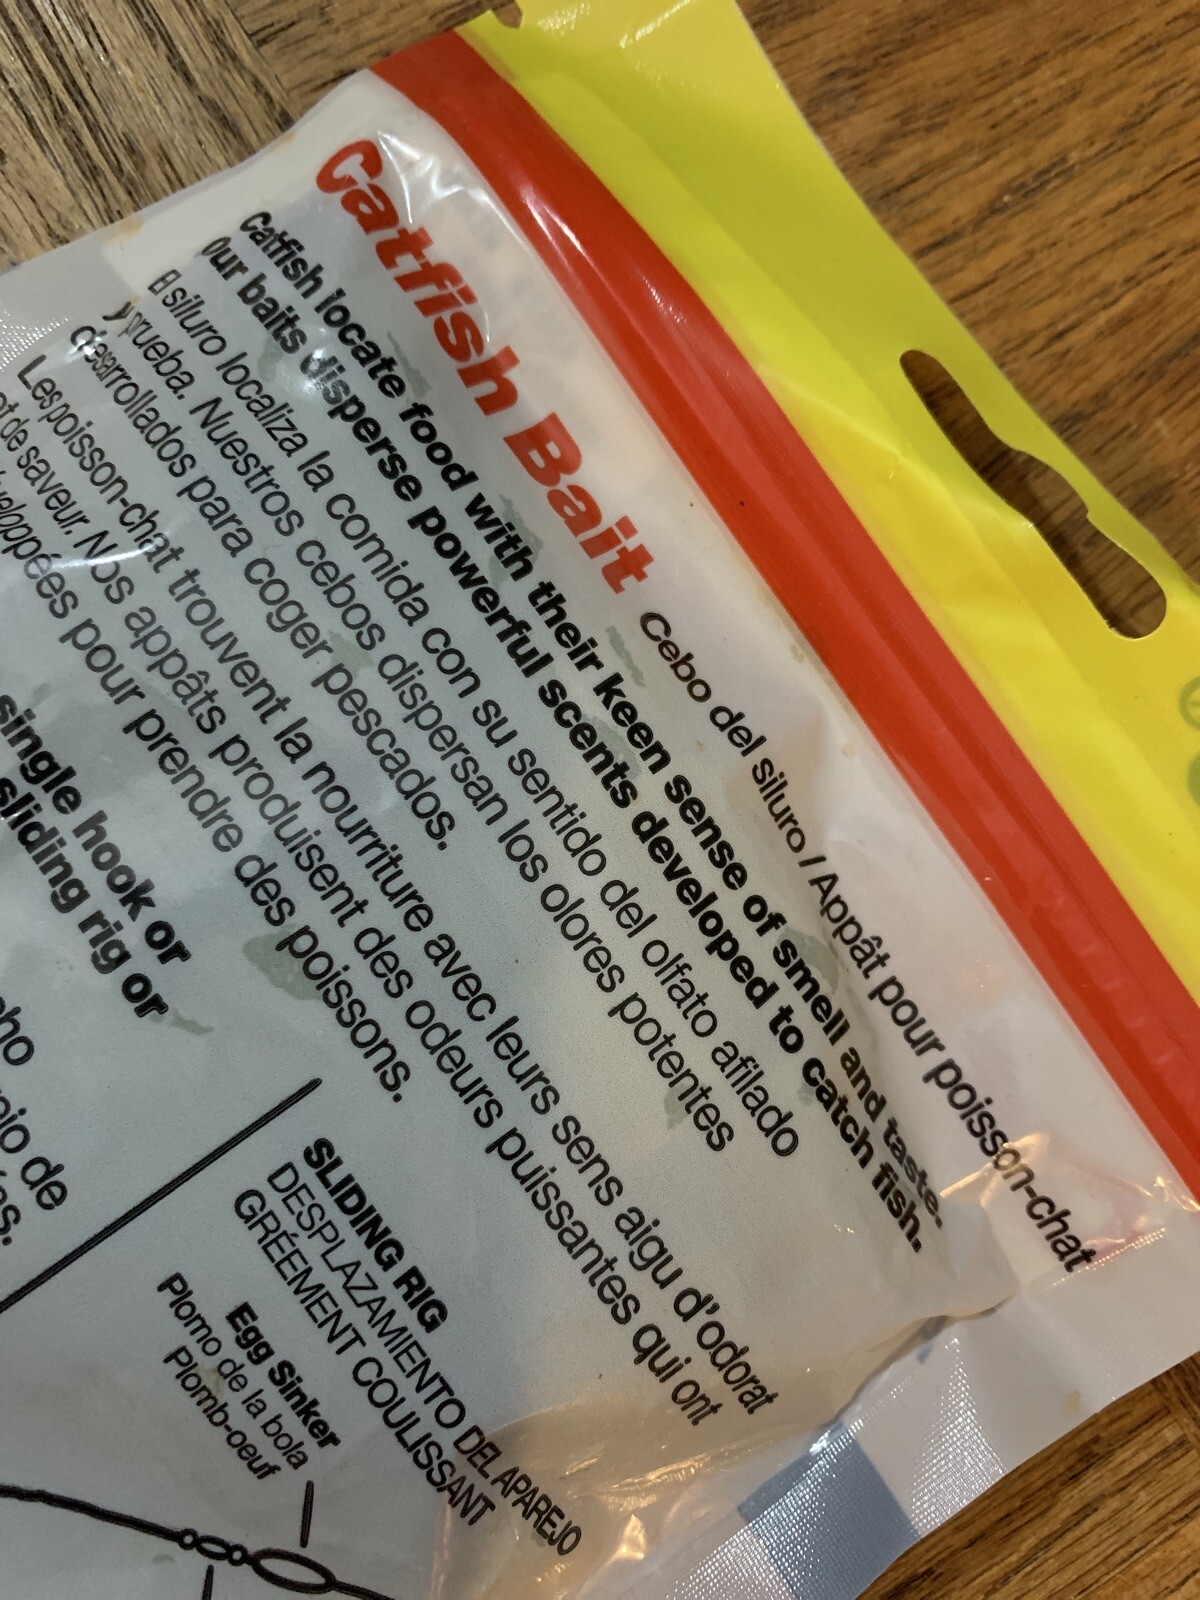 Catfish Bait Cebo del siluro / Appât pour poisson-chat
Catfish locate food with their keen sense of smell and taste.
Our baits disperse powerful scents developed to catch fish.
El siluro localiza la comida con su sentido del olfato afilado
y prueba. Nuestros cebos dispersan los olores potentes
desarrollados para coger pescados.
Les poisson-chat trouvent la nourriture avec leurs sens aigu d'odorat
et de saveur. Nos appâts produisent des odeurs puissantes qui ont
pour prendre des poissons.
single hook or
sliding rig or
de
SLIDING RIG
DESPLAZAMIENTO DEL APAREJO
GRÉEMENT COULISSANT
Egg Sinker
Plomo de la bola
Plomb-oeuf